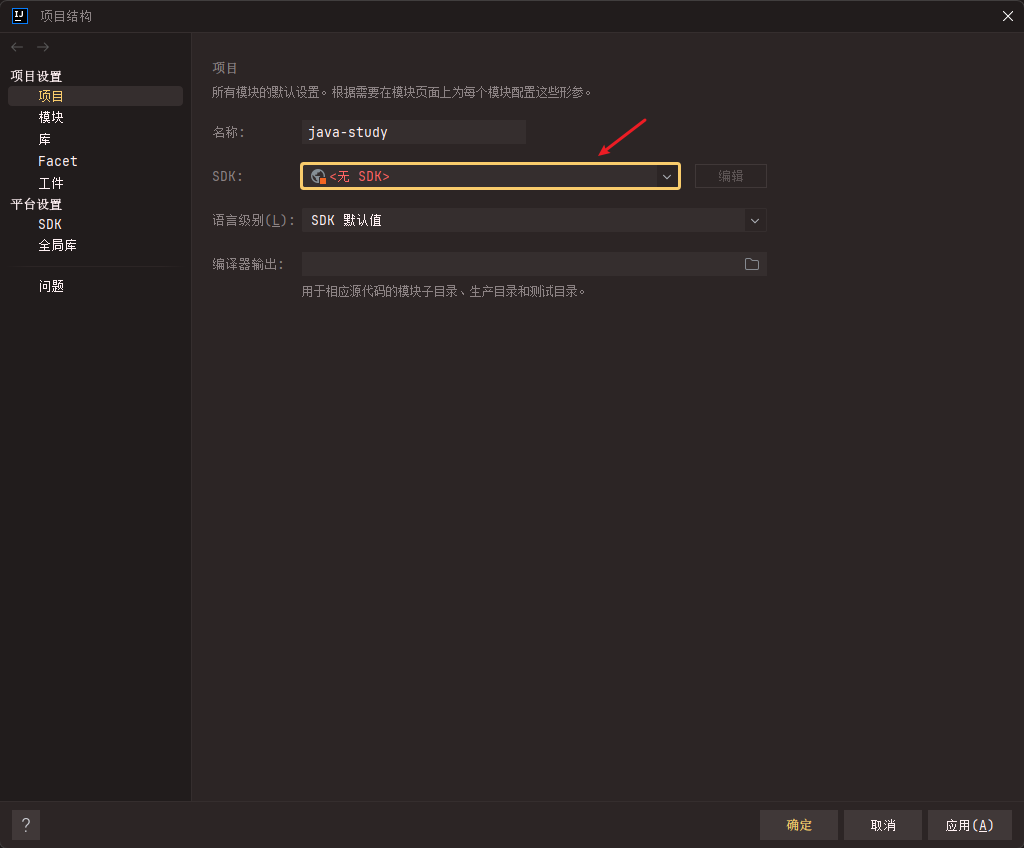 IJ 项目结构
项目设置
项目
模块
库
Facet
工件
平台设置
SDK
全局库
问题
项目
所有模块的默认设置。根据需要在模块页面上为每个模块配置这些形参。
名称: java-study
SDK: <无 SDK> 编辑
语言级别(L): SDK 默认值
编译器输出:
用于相应源代码的模块子目录、生产目录和测试目录。
? 确定 取消 应用(A)